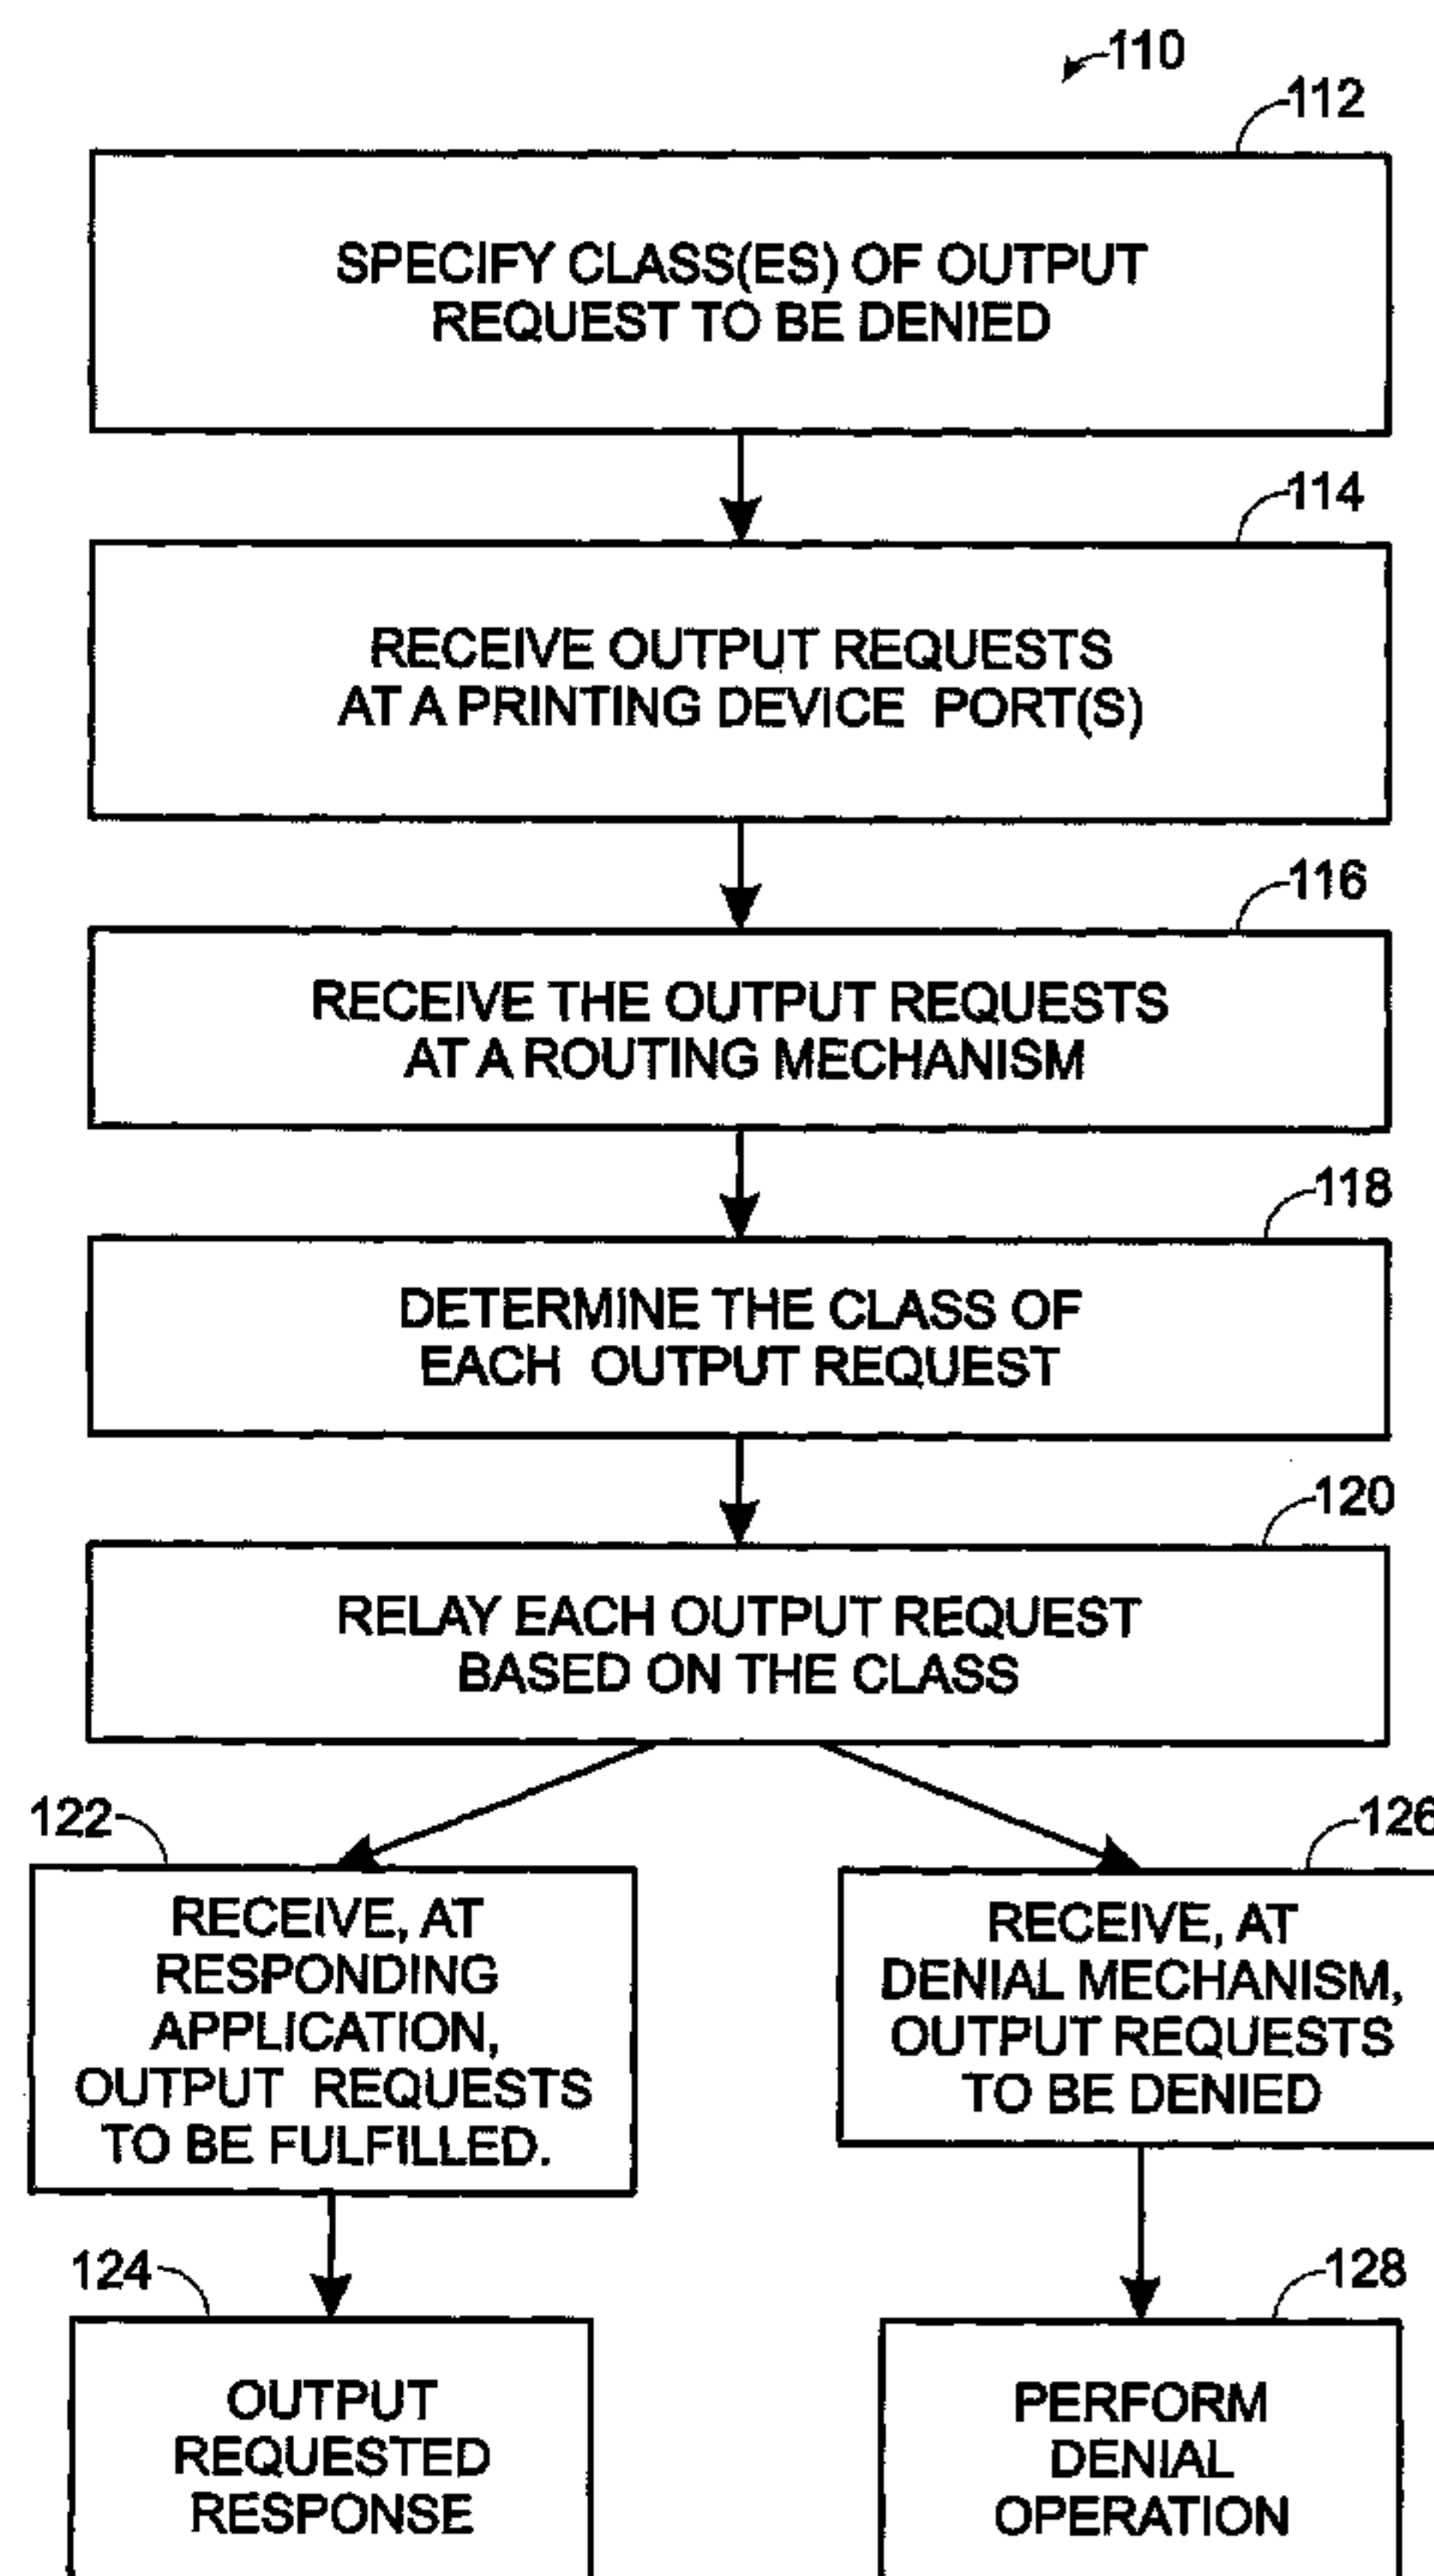 110
112
SPECIFY CLASS(ES) OF OUTPUT
REQUEST TO BE DENIED
114
RECEIVE OUTPUT REQUESTS
AT A PRINTING DEVICE PORT(S)
116
RECEIVE THE OUTPUT REQUESTS
AT A ROUTING MECHANISM
118
DETERMINE THE CLASS OF
EACH OUTPUT REQUEST
120
RELAY EACH OUTPUT REQUEST
BASED ON THE CLASS
122
RECEIVE, AT
RESPONDING
APPLICATION,
OUTPUT REQUESTS
TO BE FULFILLED.
126
RECEIVE, AT
DENIAL MECHANISM,
OUTPUT REQUESTS
TO BE DENIED
124
OUTPUT
REQUESTED
RESPONSE
128
PERFORM
DENIAL
OPERATION